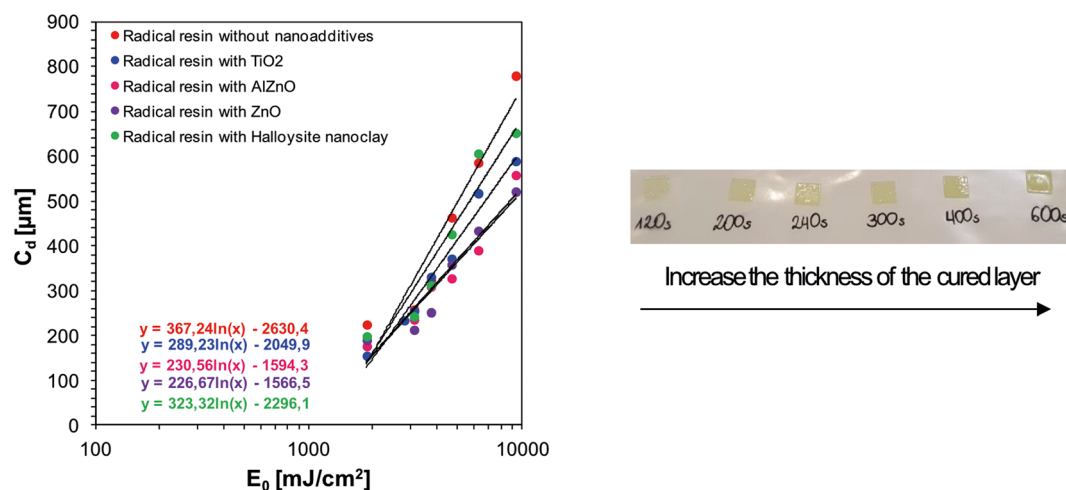 900
800
700
600
500
400
300
200
100
0
C_d [µm]
Radical resin without nanoadditives
Radical resin with TiO2
Radical resin with AlZnO
Radical resin with ZnO
Radical resin with Halloysite nanoclay
y = 367,24ln(x) - 2630,4
y = 289,23ln(x) - 2049,9
y = 230,56ln(x) - 1594,3
y = 226,67ln(x) - 1566,5
y = 323,32ln(x) - 2296,1
100 1000 10000
E₀ [mJ/cm²]
120s 200s 240s 300s 400s 600s
Increase the thickness of the cured layer